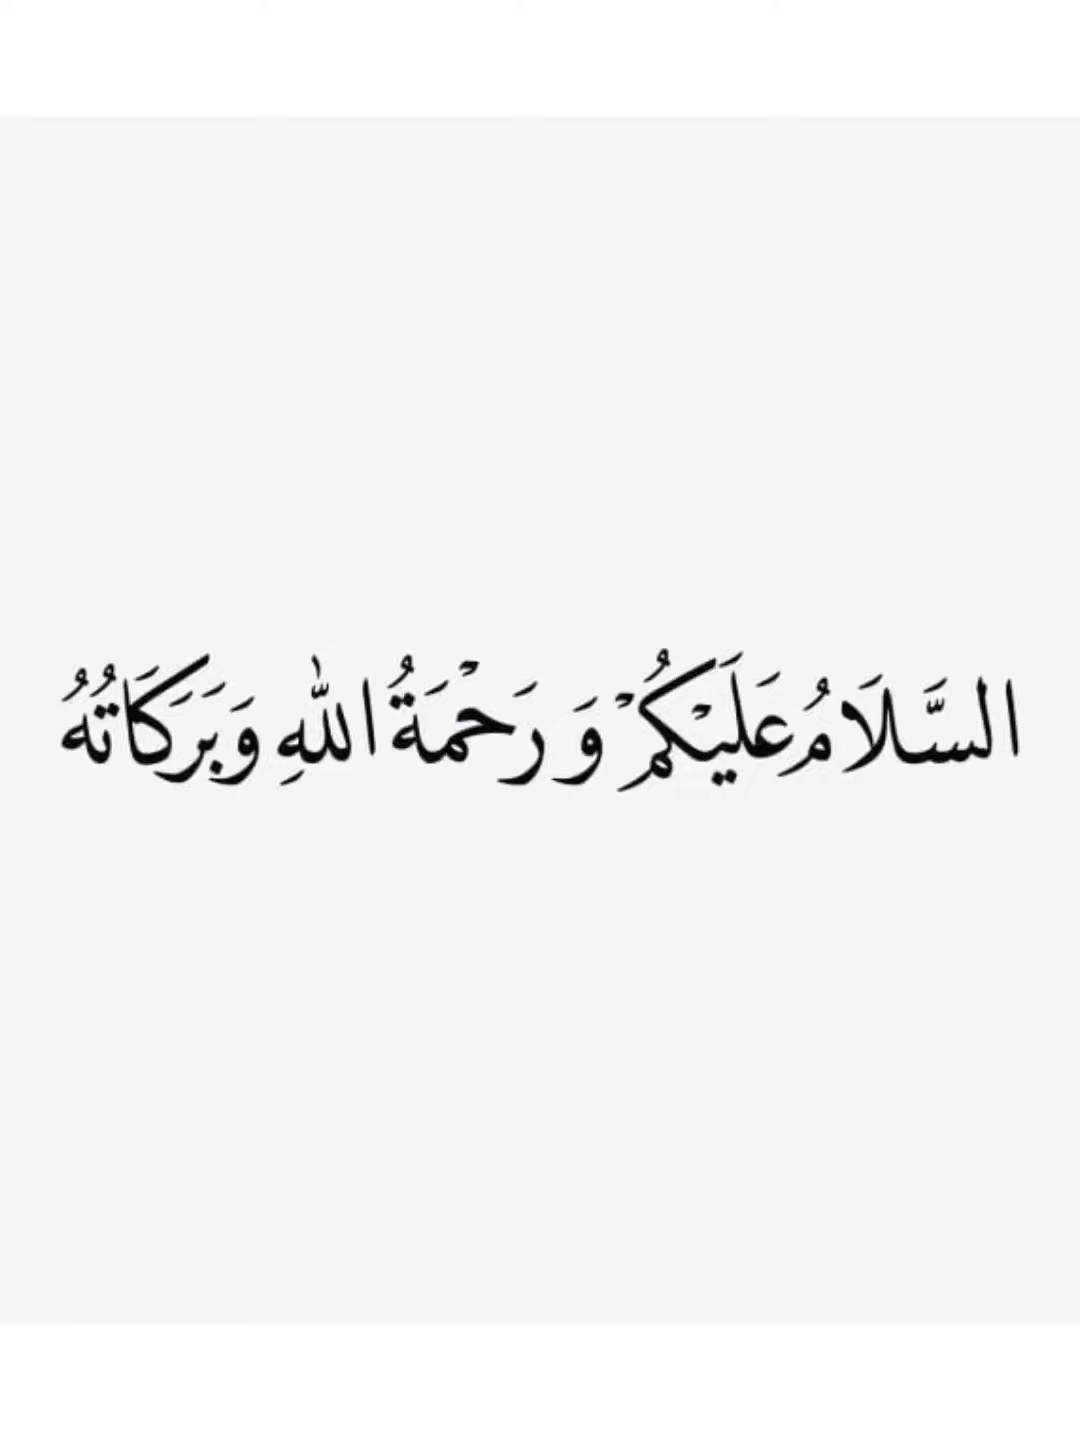 السَّلَامُ عَلَيْكُمْ وَ رَحْمَةُ اللهِ وَبَرَكَاتُهُ